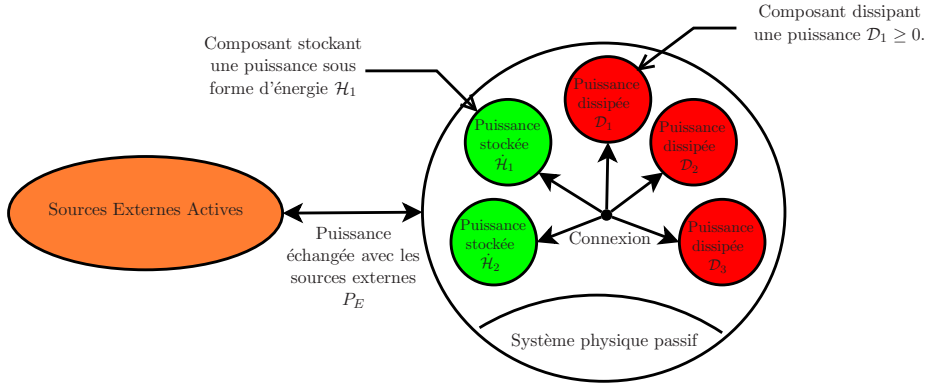 Composant dissipant
une puissance 𝒟₁ ≥ 0.
Composant stockant
une puissance sous
forme d'énergie ℋ₁
Puissance
dissipée
𝒟₁
Puissance
stockée
ℋ̇₁
Puissance
dissipée
𝒟₂
Sources Externes Actives
Puissance
stockée
ℋ̇₂
Connexion
Puissance
dissipée
𝒟₃
Puissance
échangée avec les
sources externes
P_E
Système physique passif